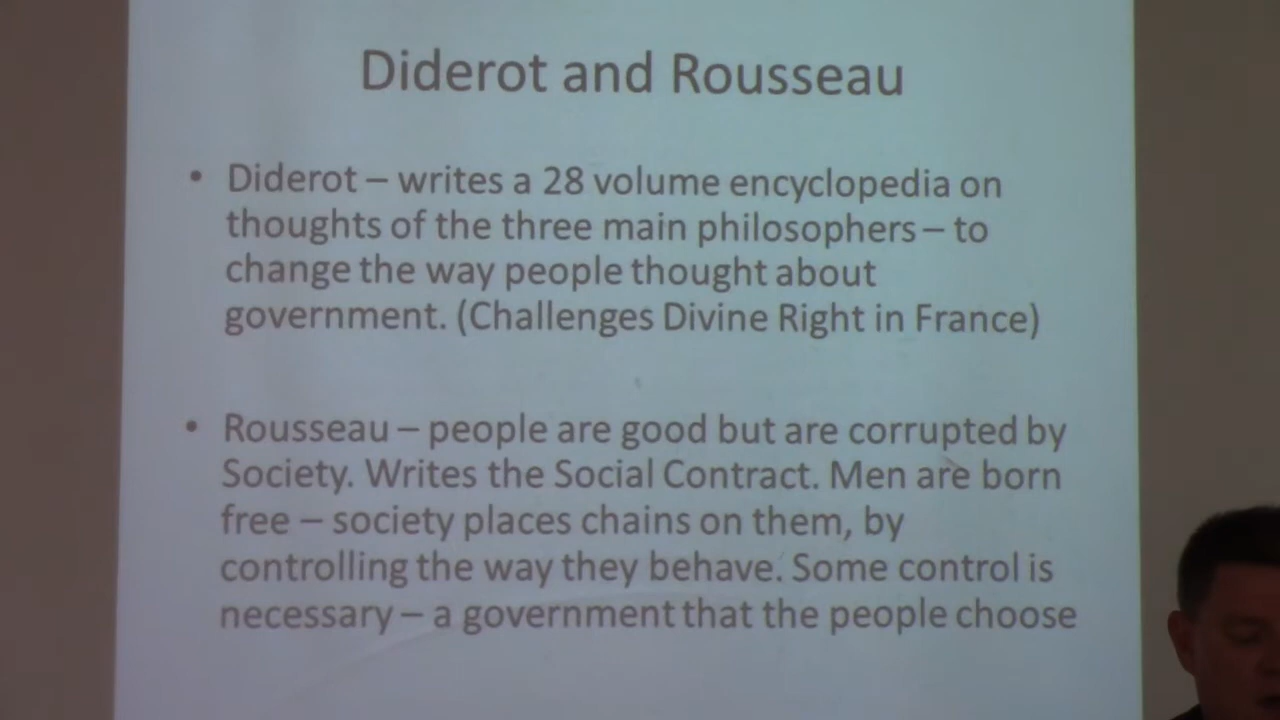 Diderot and Rousseau
• Diderot – writes a 28 volume encyclopedia on
thoughts of the three main philosophers – to
change the way people thought about
government. (Challenges Divine Right in France)
• Rousseau – people are good but are corrupted by
Society. Writes the Social Contract. Men are born
free – society places chains on them, by
controlling the way they behave. Some control is
necessary – a government that the people choose